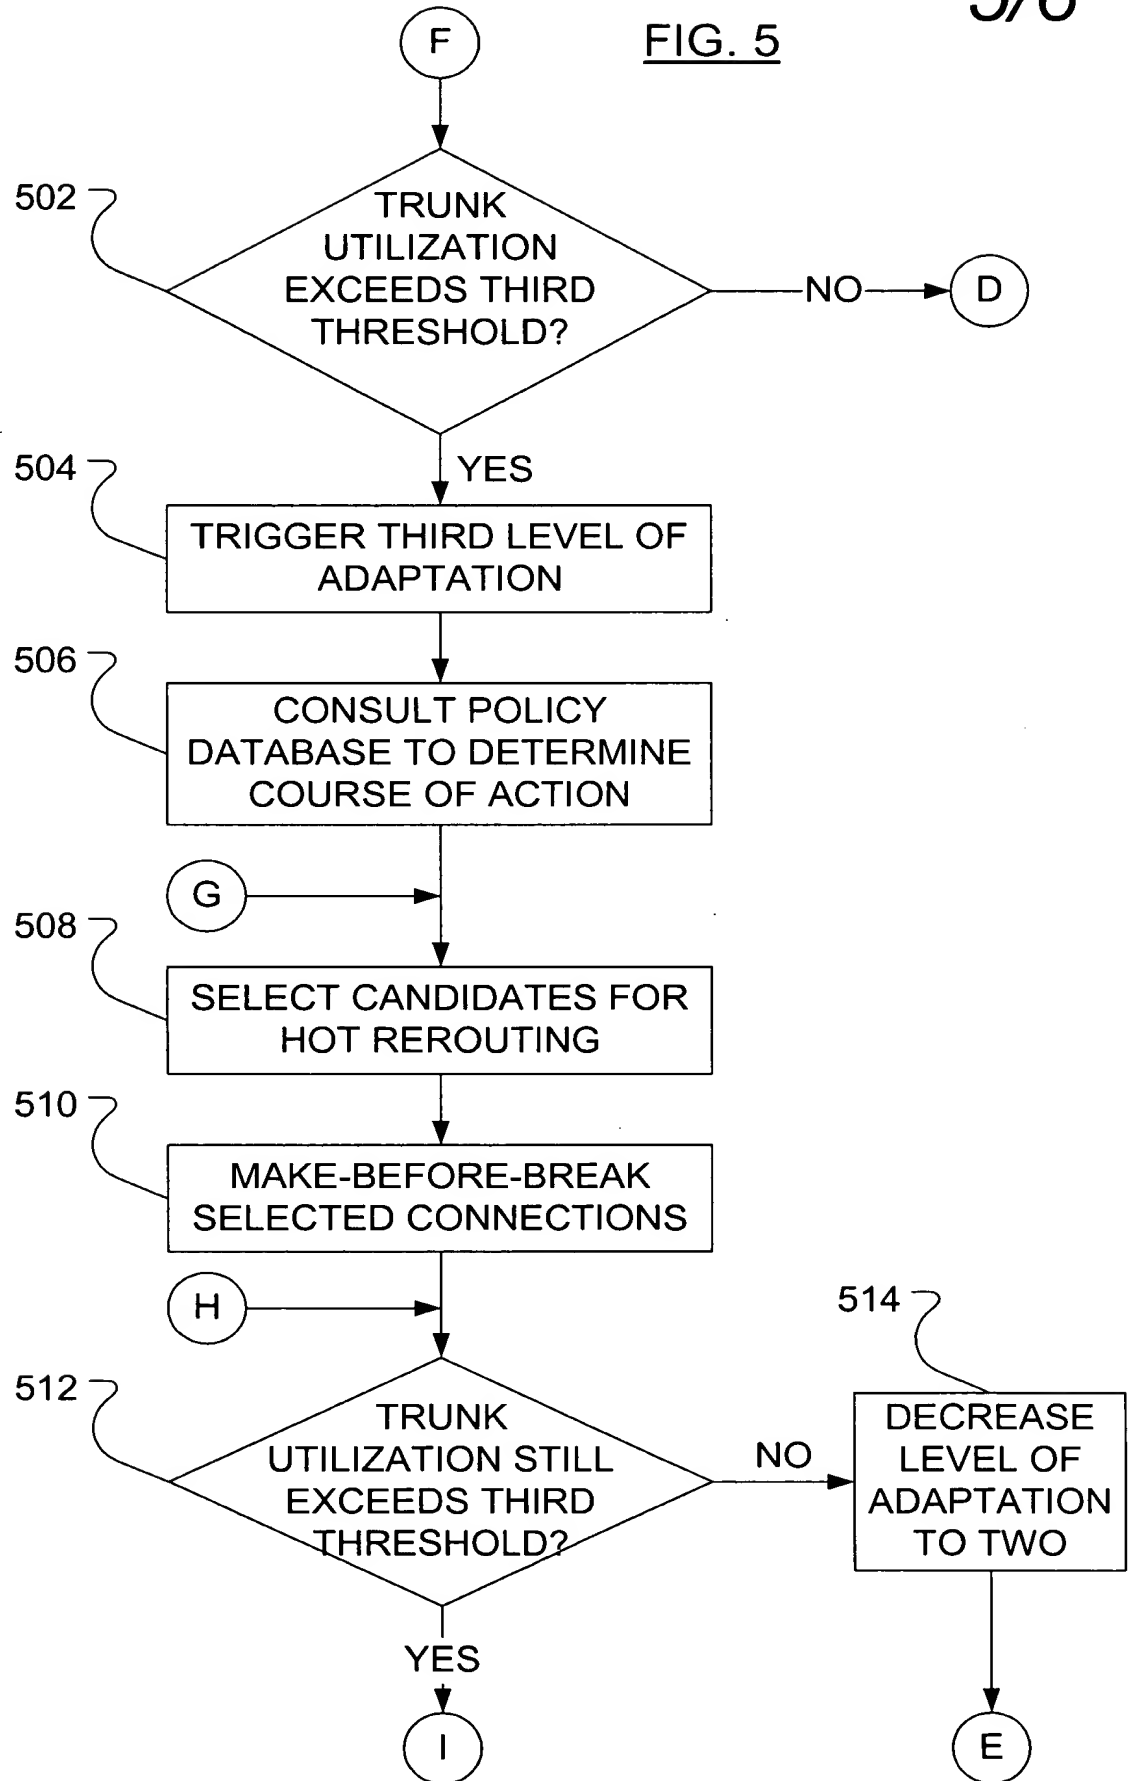 5/6
F
FIG. 5
502
TRUNK
UTILIZATION
EXCEEDS THIRD
THRESHOLD?
NO
D
YES
504
TRIGGER THIRD LEVEL OF
ADAPTATION
506
CONSULT POLICY
DATABASE TO DETERMINE
COURSE OF ACTION
G
508
SELECT CANDIDATES FOR
HOT REROUTING
510
MAKE-BEFORE-BREAK
SELECTED CONNECTIONS
H
512
TRUNK
UTILIZATION STILL
EXCEEDS THIRD
THRESHOLD?
NO
514
DECREASE
LEVEL OF
ADAPTATION
TO TWO
YES
I
E